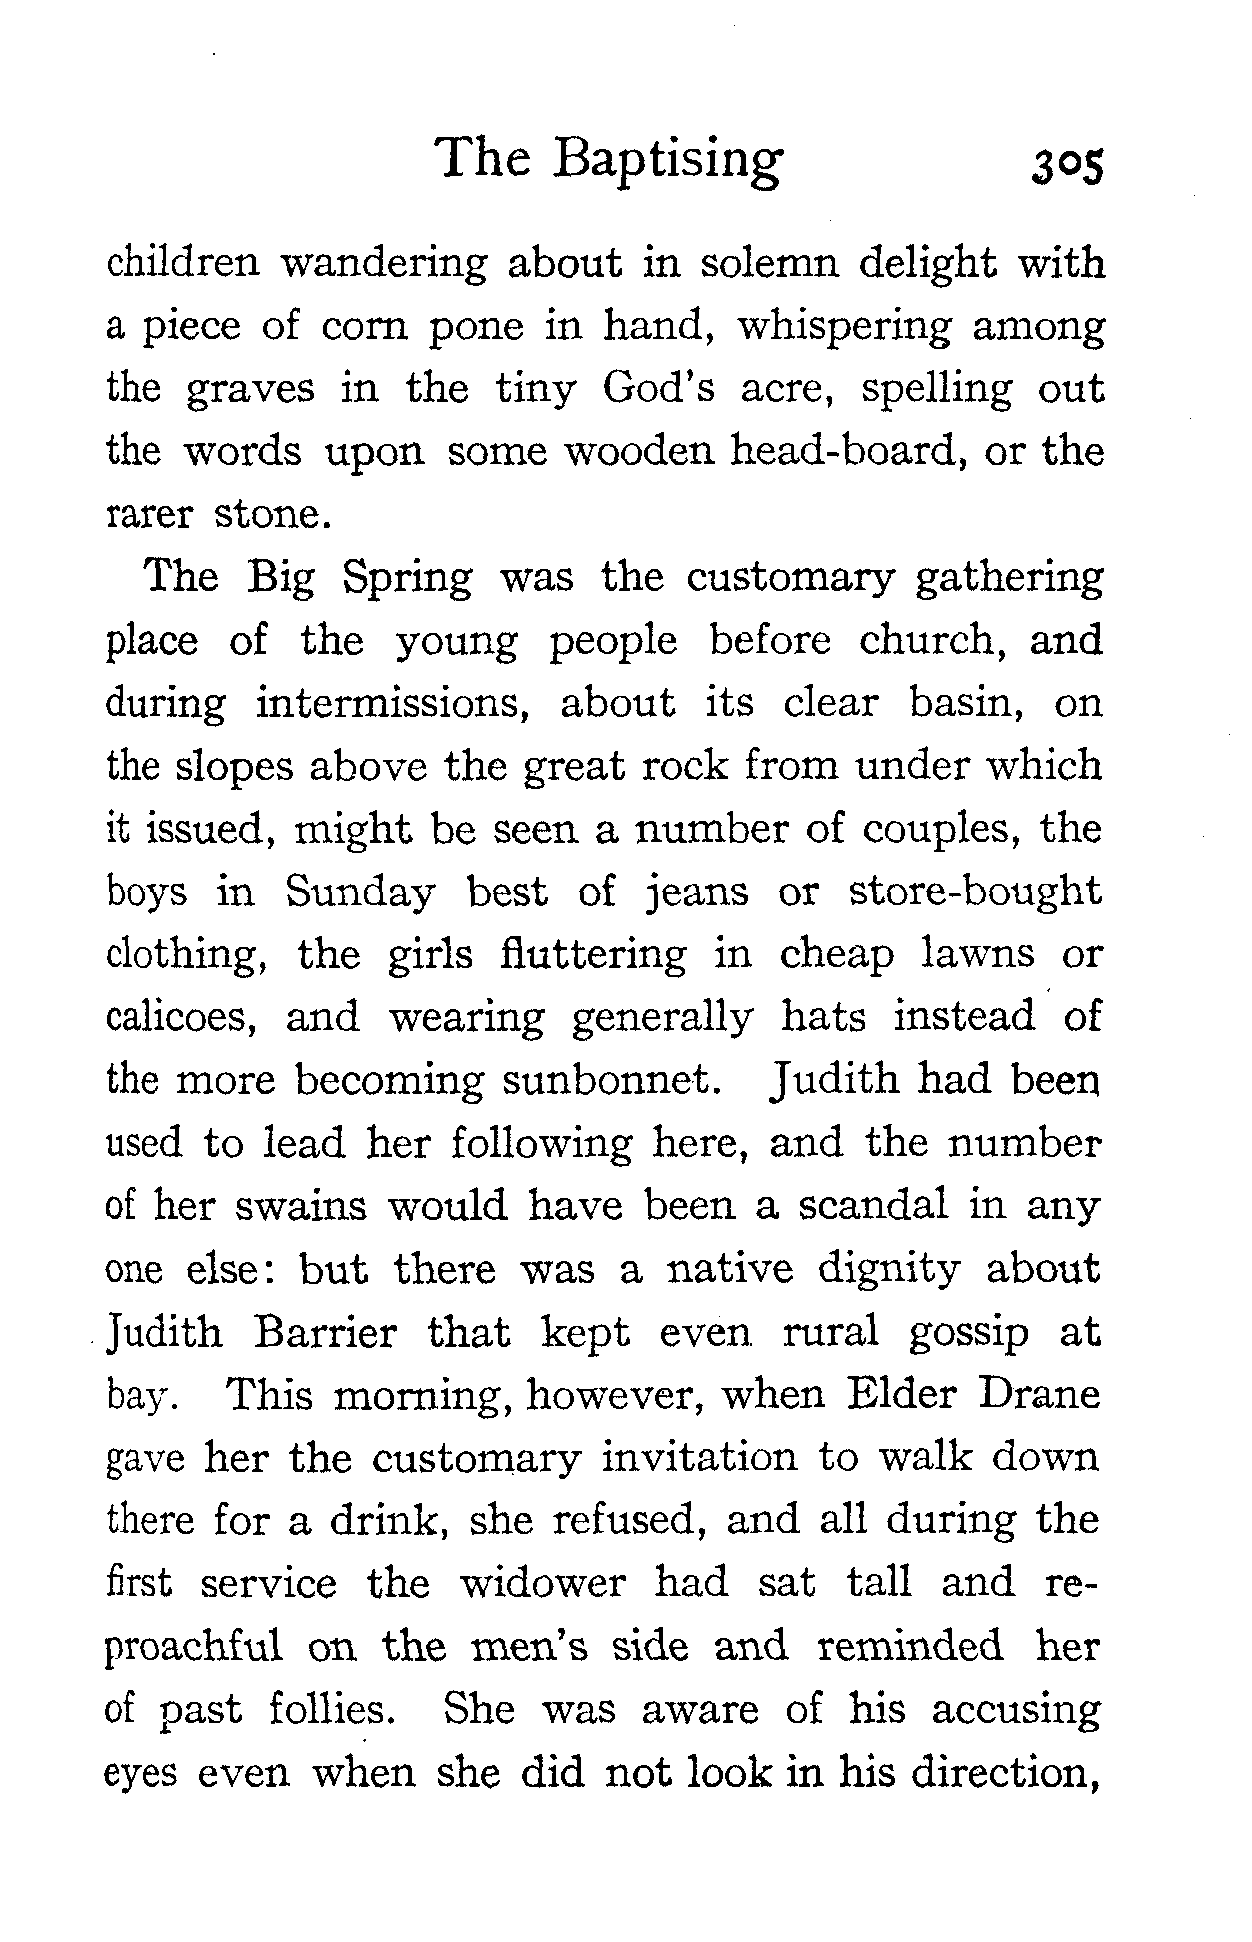 The Baptising 305
children wandering about in solemn delight with
a piece of corn pone in hand, whispering among
the graves in the tiny God's acre, spelling out
the words upon some wooden head-board, or the
rarer stone.
The Big Spring was the customary gathering
place of the young people before church, and
during intermissions, about its clear basin, on
the slopes above the great rock from under which
it issued, might be seen a number of couples, the
boys in Sunday best of jeans or store-bought
clothing, the girls fluttering in cheap lawns or
calicoes, and wearing generally hats instead of
the more becoming sunbonnet. Judith had been
used to lead her following here, and the number
of her swains would have been a scandal in any
one else: but there was a native dignity about
Judith Barrier that kept even rural gossip at
bay. This morning, however, when Elder Drane
gave her the customary invitation to walk down
there for a drink, she refused, and all during the
first service the widower had sat tall and re-
proachful on the men's side and reminded her
of past follies. She was aware of his accusing
eyes even when she did not look in his direction,